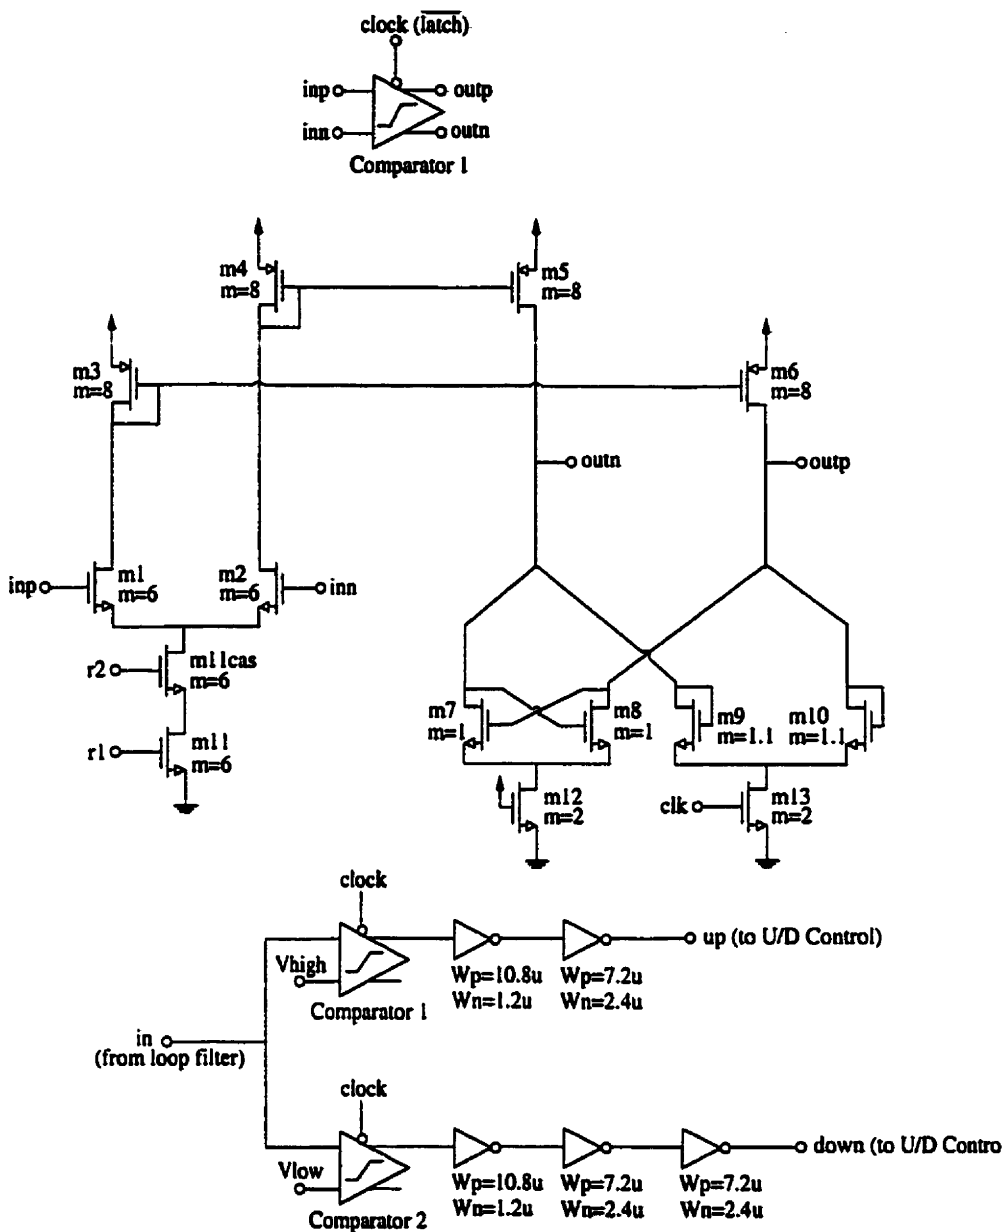 clock (latch)
inp
outp
inn
outn
Comparator 1
m4
m=8
m5
m=8
m3
m=8
m6
m=8
outn
outp
inp
m1
m=6
m2
m=6
inn
r2
m11cas
m=6
r1
m11
m=6
m7
m=1
m8
m=1
m9
m=1.1
m10
m=1.1
m12
m=2
clk
m13
m=2
clock
up (to U/D Control)
Vhigh
Wp=10.8u
Wn=1.2u
Wp=7.2u
Wn=2.4u
Comparator 1
in
(from loop filter)
clock
down (to U/D Contro
Vlow
Wp=10.8u
Wn=1.2u
Wp=7.2u
Wn=2.4u
Wp=7.2u
Wn=2.4u
Comparator 2